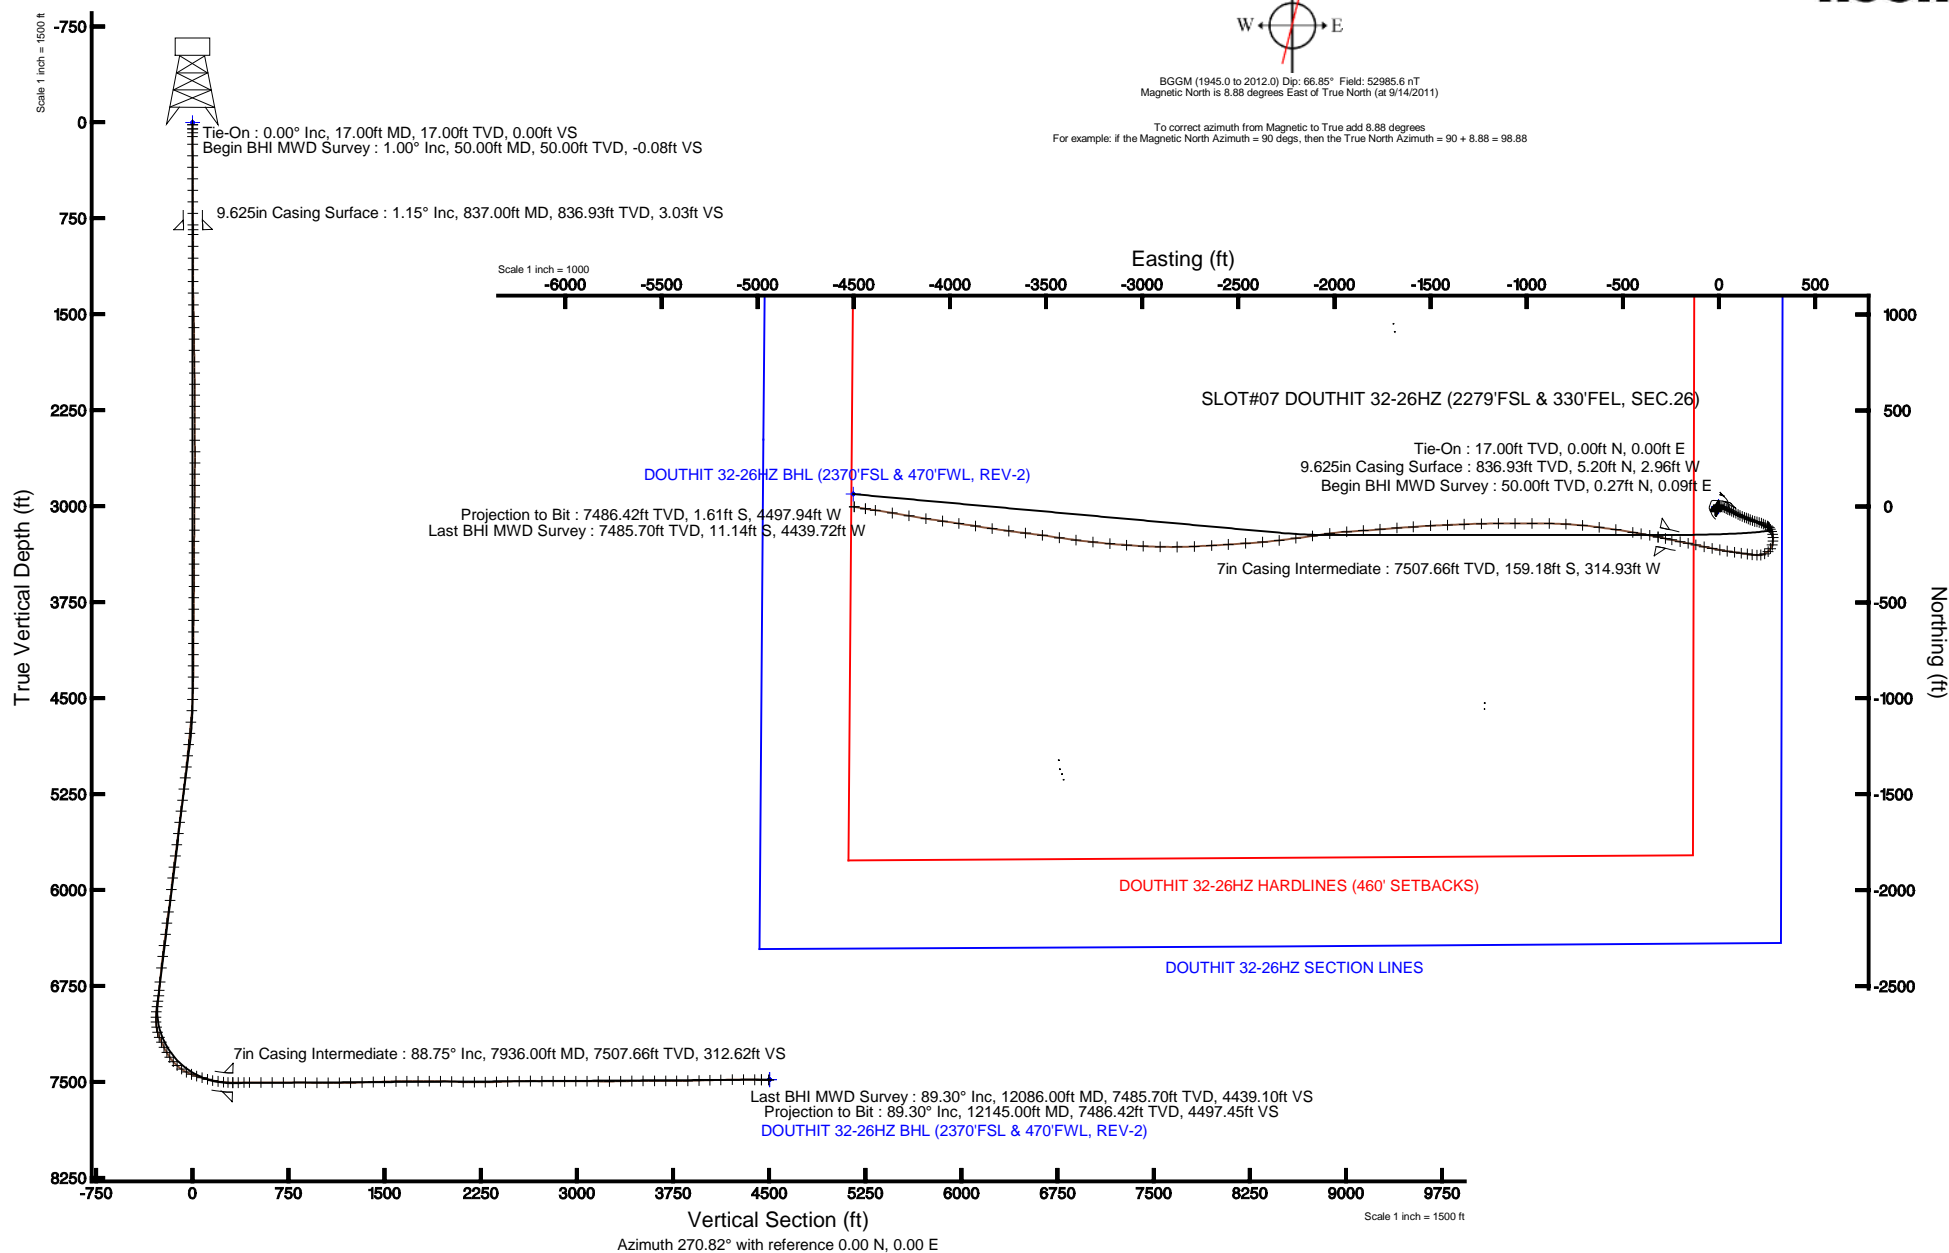 Scale 1 inch = 1500 ft
W E
BGGM (1945.0 to 2012.0) Dip: 66.85° Field: 52985.6 nT
Magnetic North is 8.88 degrees East of True North (at 9/14/2011)
To correct azimuth from Magnetic to True add 8.88 degrees
For example: if the Magnetic North Azimuth = 90 degs, then the True North Azimuth = 90 + 8.88 = 98.88
-750
0
750
1500
2250
3000
3750
4500
5250
6000
6750
7500
8250
True Vertical Depth (ft)
Tie-On : 0.00° Inc, 17.00ft MD, 17.00ft TVD, 0.00ft VS
Begin BHI MWD Survey : 1.00° Inc, 50.00ft MD, 50.00ft TVD, -0.08ft VS
9.625in Casing Surface : 1.15° Inc, 837.00ft MD, 836.93ft TVD, 3.03ft VS
Easting (ft)
Scale 1 inch = 1000
-6000 -5500 -5000 -4500 -4000 -3500 -3000 -2500 -2000 -1500 -1000 -500 0 500
1000
500
0
-500
-1000
-1500
-2000
-2500
Northing (ft)
SLOT#07 DOUTHIT 32-26HZ (2279'FSL & 330'FEL, SEC.26)
Tie-On : 17.00ft TVD, 0.00ft N, 0.00ft E
9.625in Casing Surface : 836.93ft TVD, 5.20ft N, 2.96ft W
Begin BHI MWD Survey : 50.00ft TVD, 0.27ft N, 0.09ft E
DOUTHIT 32-26HZ BHL (2370'FSL & 470'FWL, REV-2)
Projection to Bit : 7486.42ft TVD, 1.61ft S, 4497.94ft W
Last BHI MWD Survey : 7485.70ft TVD, 11.14ft S, 4439.72ft W
7in Casing Intermediate : 7507.66ft TVD, 159.18ft S, 314.93ft W
DOUTHIT 32-26HZ HARDLINES (460' SETBACKS)
DOUTHIT 32-26HZ SECTION LINES
7in Casing Intermediate : 88.75° Inc, 7936.00ft MD, 7507.66ft TVD, 312.62ft VS
Last BHI MWD Survey : 89.30° Inc, 12086.00ft MD, 7485.70ft TVD, 4439.10ft VS
Projection to Bit : 89.30° Inc, 12145.00ft MD, 7486.42ft TVD, 4497.45ft VS
DOUTHIT 32-26HZ BHL (2370'FSL & 470'FWL, REV-2)
-750 0 750 1500 2250 3000 3750 4500 5250 6000 6750 7500 8250 9000 9750
Vertical Section (ft)
Scale 1 inch = 1500 ft
Azimuth 270.82° with reference 0.00 N, 0.00 E